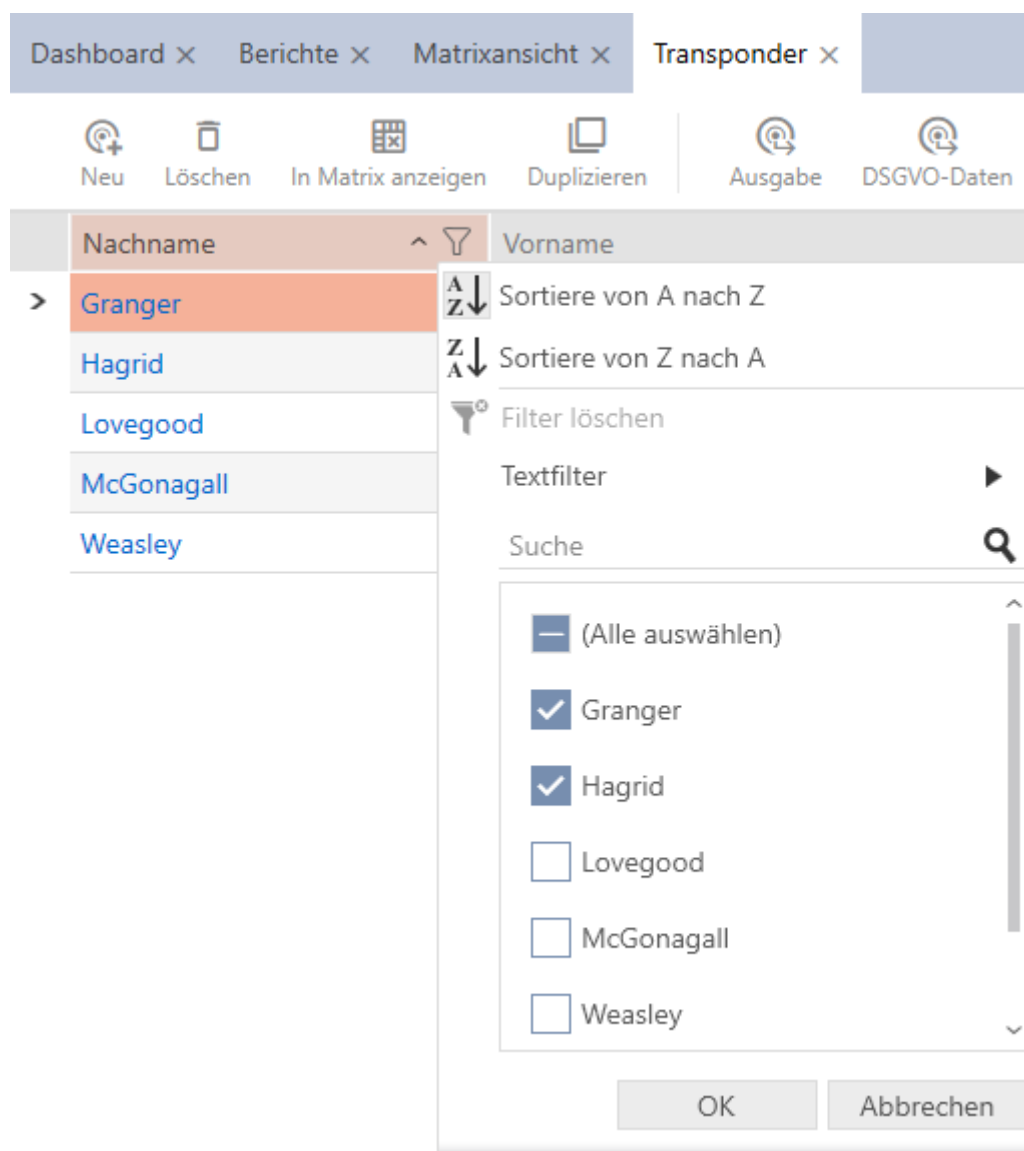 Dashboard Berichte Matrixansicht Transponder
Neu Löschen In Matrix anzeigen Duplizieren Ausgabe DSGVO-Daten
Nachname Vorname
Granger
Hagrid
Lovegood
McGonagall
Weasley
A Z Sortiere von A nach Z
Z A Sortiere von Z nach A
Filter löschen
Textfilter
Suche
(Alle auswählen)
Granger
Hagrid
Lovegood
McGonagall
Weasley
OK Abbrechen